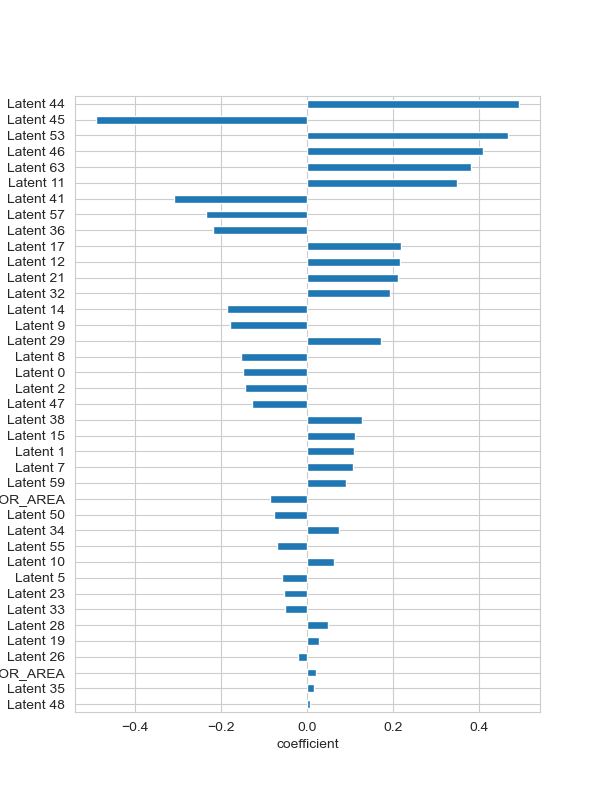 Latent 44
Latent 45
Latent 53
Latent 46
Latent 63
Latent 11
Latent 41
Latent 57
Latent 36
Latent 17
Latent 12
Latent 21
Latent 32
Latent 14
Latent 9
Latent 29
Latent 8
Latent 0
Latent 2
Latent 47
Latent 38
Latent 15
Latent 1
Latent 7
Latent 59
OR_AREA
Latent 50
Latent 34
Latent 55
Latent 10
Latent 5
Latent 23
Latent 33
Latent 28
Latent 19
Latent 26
OR_AREA
Latent 35
Latent 48
−0.4 −0.2 0.0 0.2 0.4
coefficient